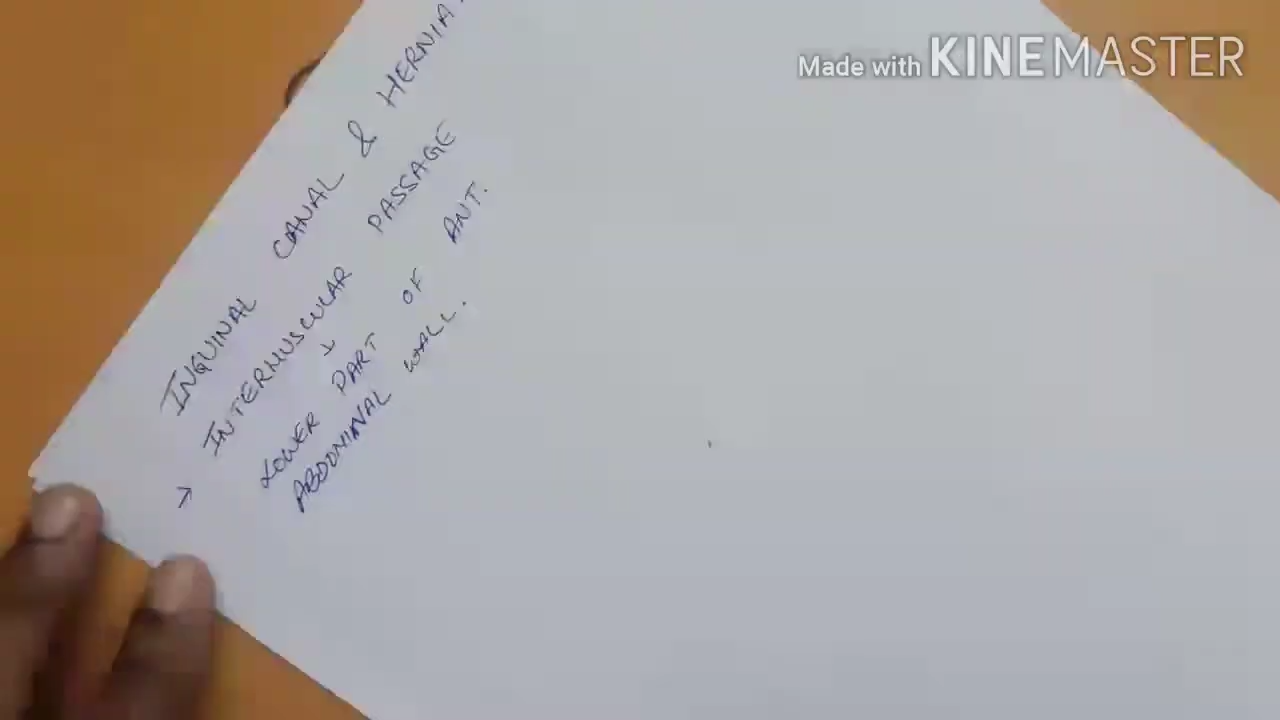 Made with KINEMASTER
INGUINAL CANAL & HERNIA.
> INTERMUSCULAR PASSAGE
LOWER PART OF ANT.
ABDOMINAL WALL.